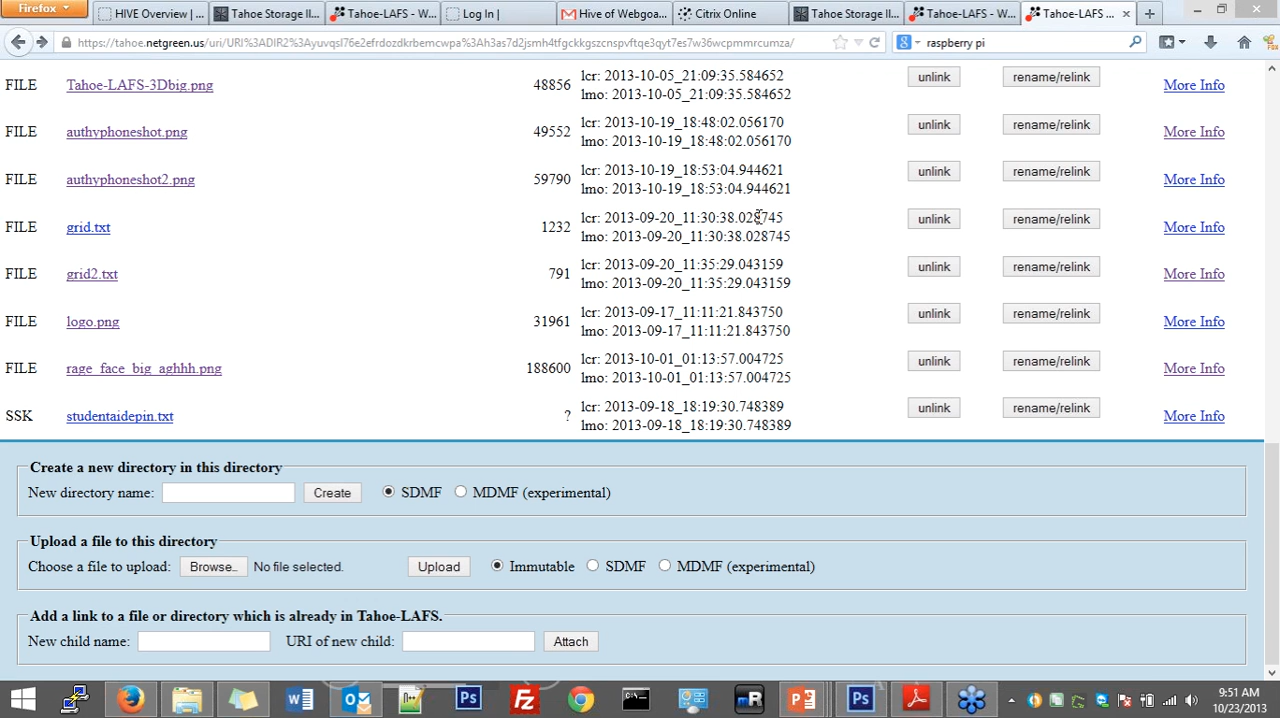 Firefox
HIVE Overview | ...
Tahoe Storage II...
Tahoe-LAFS - W...
Log In |
Hive of Webgoa...
Citrix Online
Tahoe Storage II...
Tahoe-LAFS - W...
Tahoe-LAFS ...
raspberry pi
FILE Tahoe-LAFS-3Dbig.png 48856 lcr: 2013-10-05_21:09:35.584652 unlink rename/relink More Info
lmo: 2013-10-05_21:09:35.584652
FILE authyphoneshot.png 49552 lcr: 2013-10-19_18:48:02.056170 unlink rename/relink More Info
lmo: 2013-10-19_18:48:02.056170
FILE authyphoneshot2.png 59790 lcr: 2013-10-19_18:53:04.944621 unlink rename/relink More Info
lmo: 2013-10-19_18:53:04.944621
FILE grid.txt 1232 lcr: 2013-09-20_11:30:38.028745 unlink rename/relink More Info
lmo: 2013-09-20_11:30:38.028745
FILE grid2.txt 791 lcr: 2013-09-20_11:35:29.043159 unlink rename/relink More Info
lmo: 2013-09-20_11:35:29.043159
FILE logo.png 31961 lcr: 2013-09-17_11:11:21.843750 unlink rename/relink More Info
lmo: 2013-09-17_11:11:21.843750
FILE rage_face_big_aghhh.png 188600 lcr: 2013-10-01_01:13:57.004725 unlink rename/relink More Info
lmo: 2013-10-01_01:13:57.004725
SSK studentaidepin.txt ? lcr: 2013-09-18_18:19:30.748389 unlink rename/relink More Info
lmo: 2013-09-18_18:19:30.748389
Create a new directory in this directory
New directory name: Create SDMF MDMF (experimental)
Upload a file to this directory
Choose a file to upload: Browse.. No file selected. Upload Immutable SDMF MDMF (experimental)
Add a link to a file or directory which is already in Tahoe-LAFS.
New child name: URI of new child: Attach
9:51 AM
10/23/2013